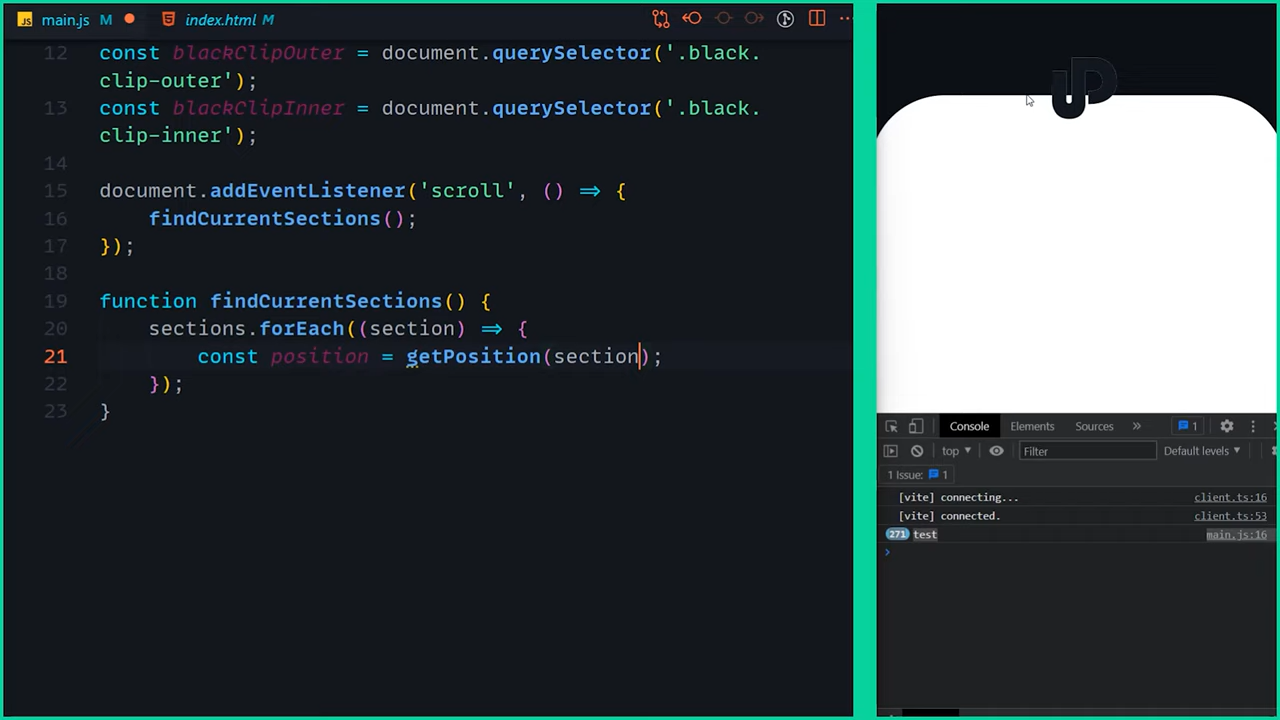 JS main.js M
index.html M
12 const blackClipOuter = document.querySelector('.black.
clip-outer');
13 const blackClipInner = document.querySelector('.black.
clip-inner');
14
15 document.addEventListener('scroll', () ⇒ {
16 findCurrentSections();
17 });
18
19 function findCurrentSections() {
20 sections.forEach((section) ⇒ {
21 const position = getPosition(section);
22 });
23 }
Console Elements Sources » 1
top Filter Default levels
1 Issue: 1
[vite] connecting... client.ts:16
[vite] connected. client.ts:53
271 test main.js:16